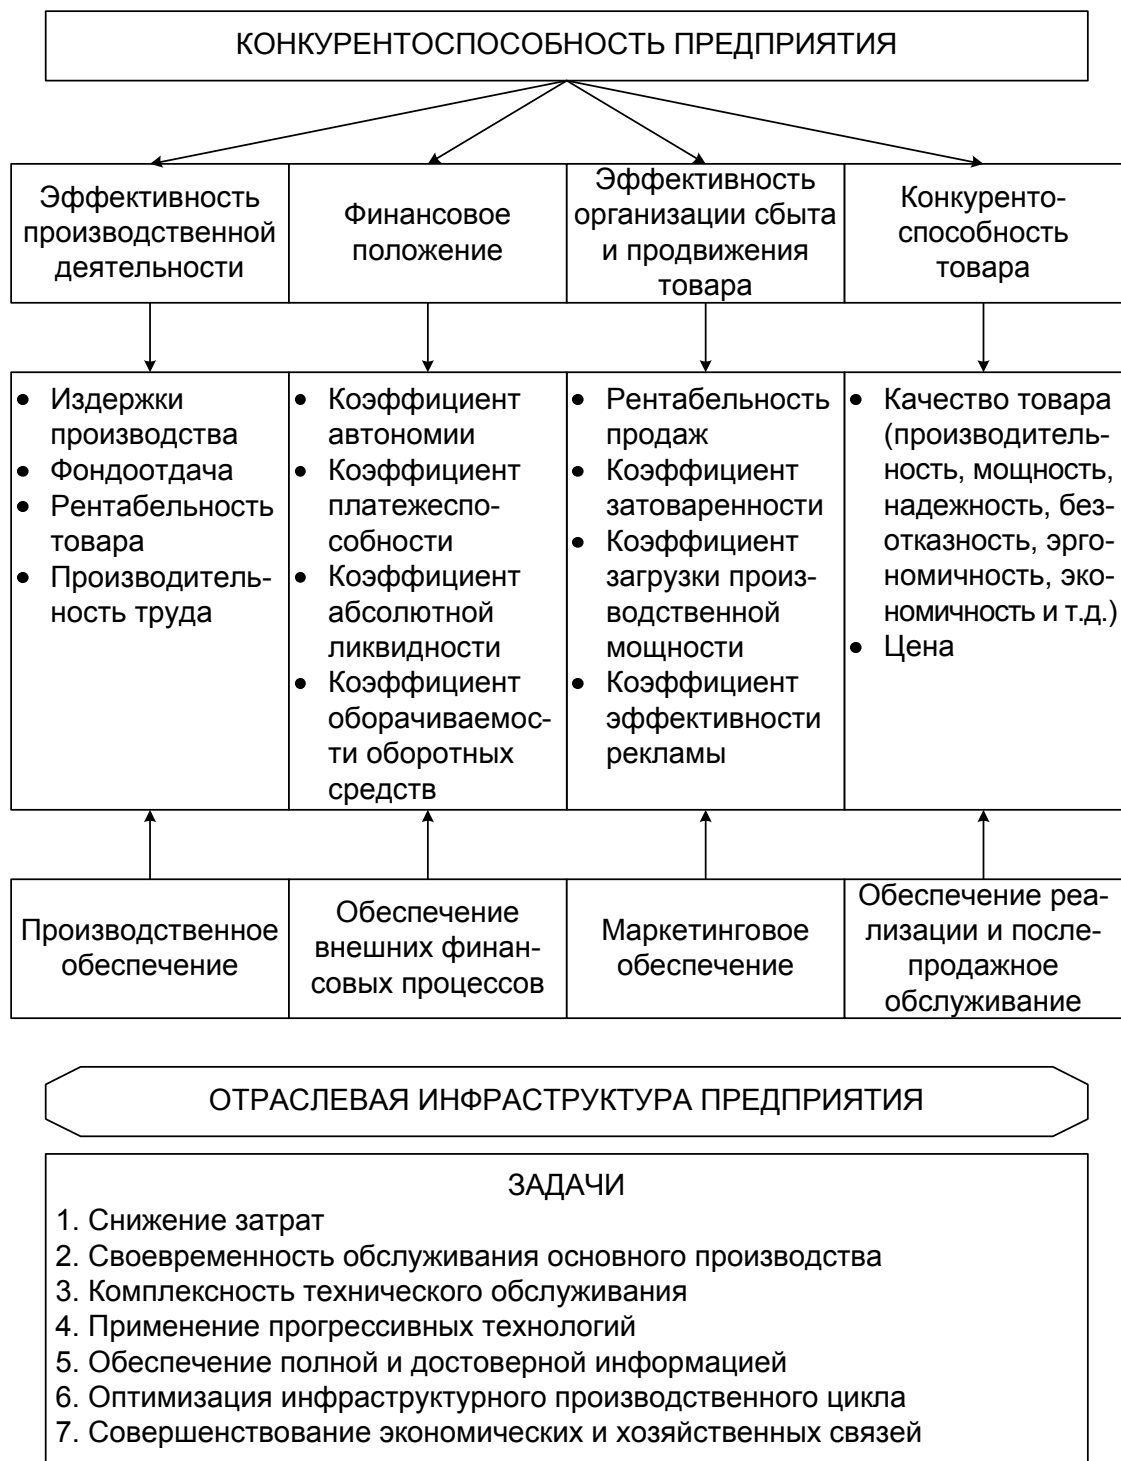 КОНКУРЕНТОСПОСОБНОСТЬ ПРЕДПРИЯТИЯ
Эффективность
производственной
деятельности
Финансовое
положение
Эффективность
организации сбыта
и продвижения
товара
Конкуренто-
способность
товара
• Издержки
производства
• Фондоотдача
• Рентабельность
товара
• Производитель-
ность труда
• Коэффициент
автономии
• Коэффициент
платежеспо-
собности
• Коэффициент
абсолютной
ликвидности
• Коэффициент
оборачиваемос-
ти оборотных
средств
• Рентабельность
продаж
• Коэффициент
затоваренности
• Коэффициент
загрузки произ-
водственной
мощности
• Коэффициент
эффективности
рекламы
• Качество товара
(производитель-
ность, мощность,
надежность, без-
отказность, эрго-
номичность, эко-
номичность и т.д.)
• Цена
Производственное
обеспечение
Обеспечение
внешних финан-
совых процессов
Маркетинговое
обеспечение
Обеспечение реа-
лизации и после-
продажное
обслуживание
ОТРАСЛЕВАЯ ИНФРАСТРУКТУРА ПРЕДПРИЯТИЯ
ЗАДАЧИ
1. Снижение затрат
2. Своевременность обслуживания основного производства
3. Комплексность технического обслуживания
4. Применение прогрессивных технологий
5. Обеспечение полной и достоверной информацией
6. Оптимизация инфраструктурного производственного цикла
7. Совершенствование экономических и хозяйственных связей